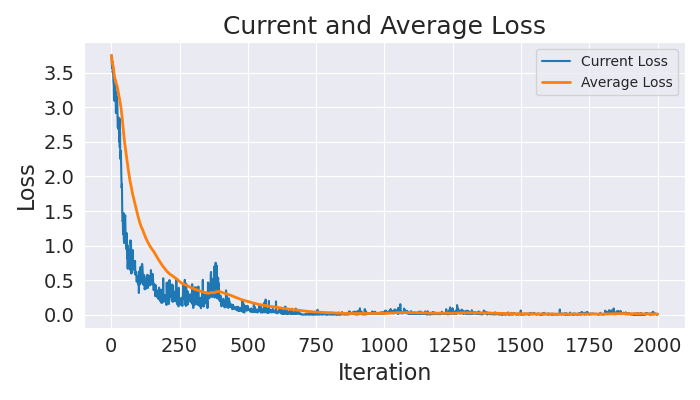 Current and Average Loss
Current Loss
Average Loss
3.5
3.0
2.5
2.0
1.5
1.0
0.5
0.0
Loss
0 250 500 750 1000 1250 1500 1750 2000
Iteration